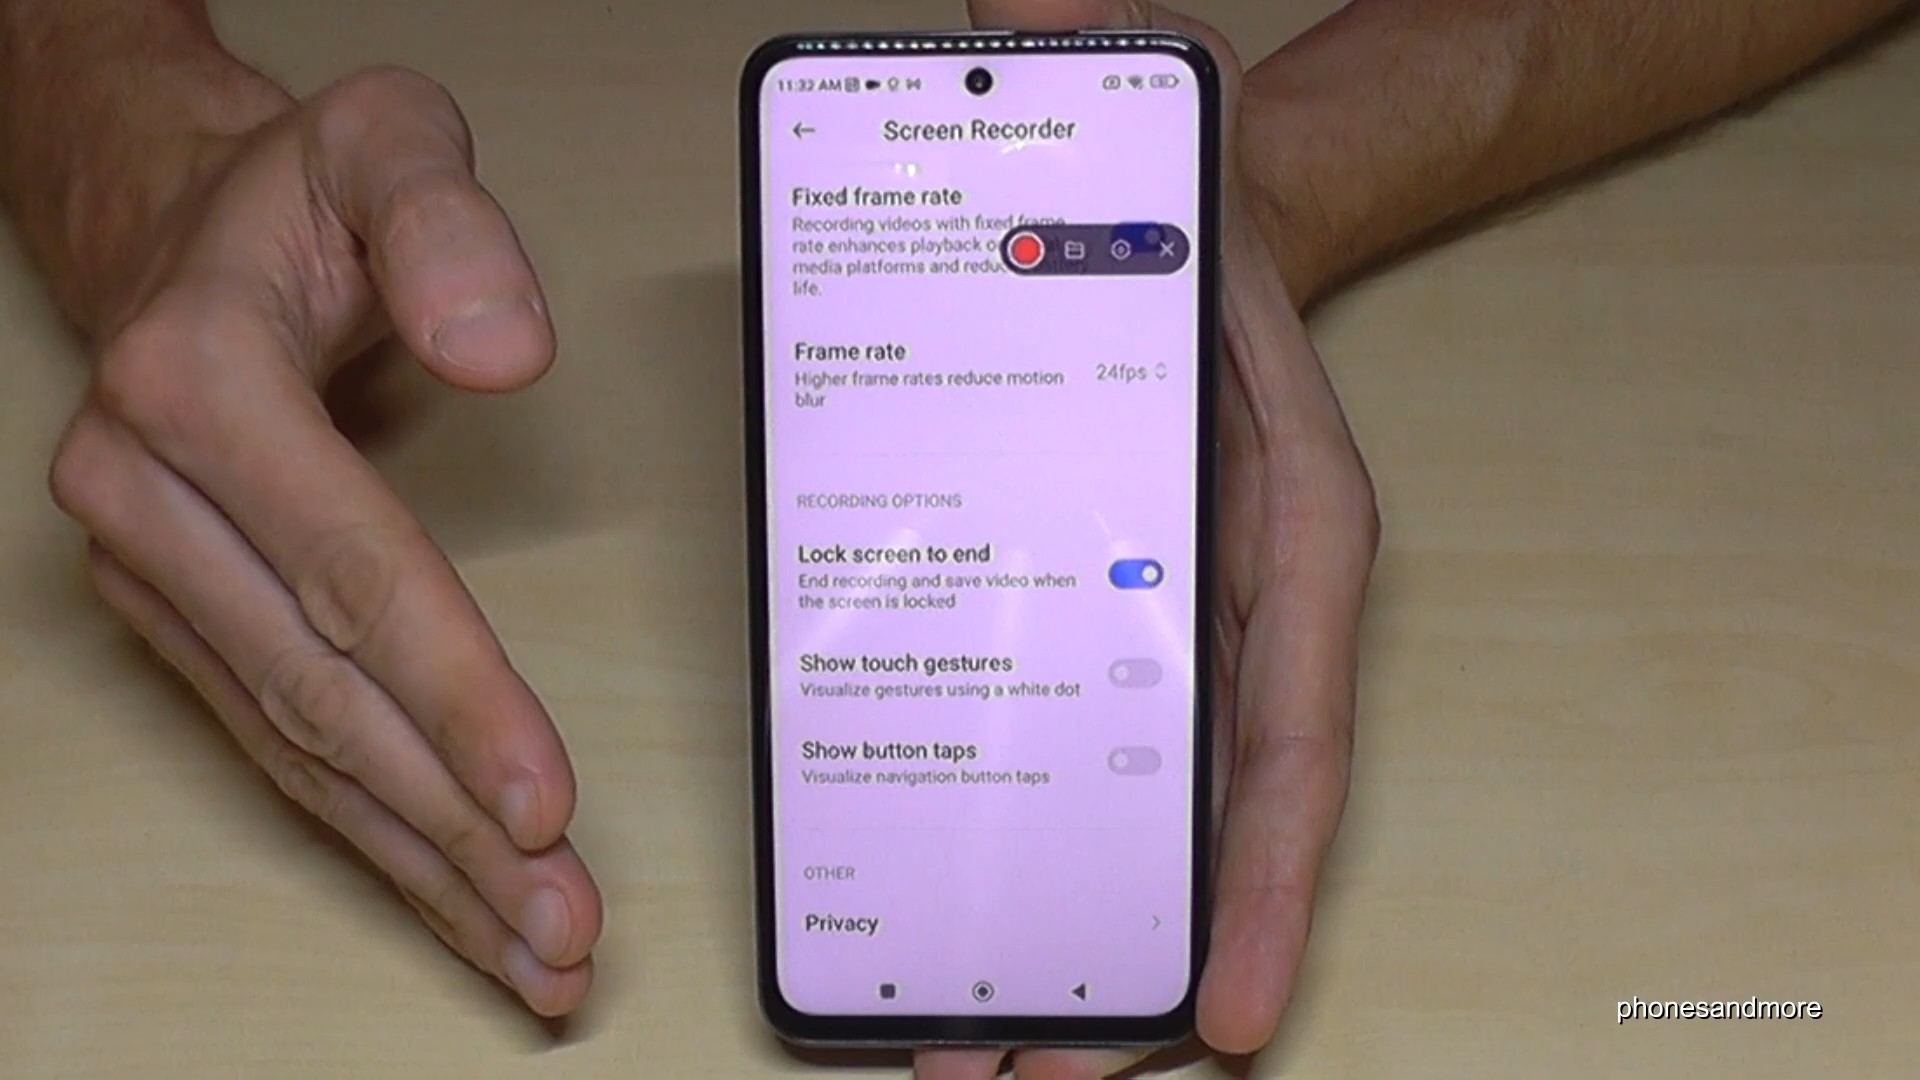 11:32 AM
Screen Recorder
Fixed frame rate
Recording videos with fixed frame
rate enhances playback
media platforms and
life.
Frame rate
Higher frame rates reduce motion
blur
24fps
RECORDING OPTIONS
Lock screen to end
End recording and save video when
the screen is locked
Show touch gestures
Visualize gestures using a white dot
Show button taps
Visualize navigation button taps
OTHER
Privacy
phonesandmore